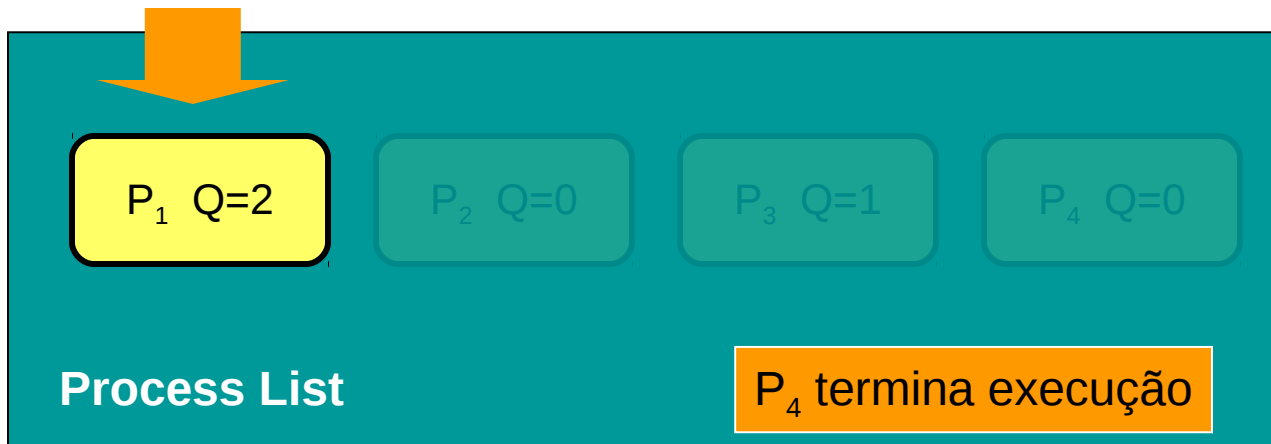 P₁ Q=2
P₂ Q=0
P₃ Q=1
P₄ Q=0
Process List
P₄ termina execução